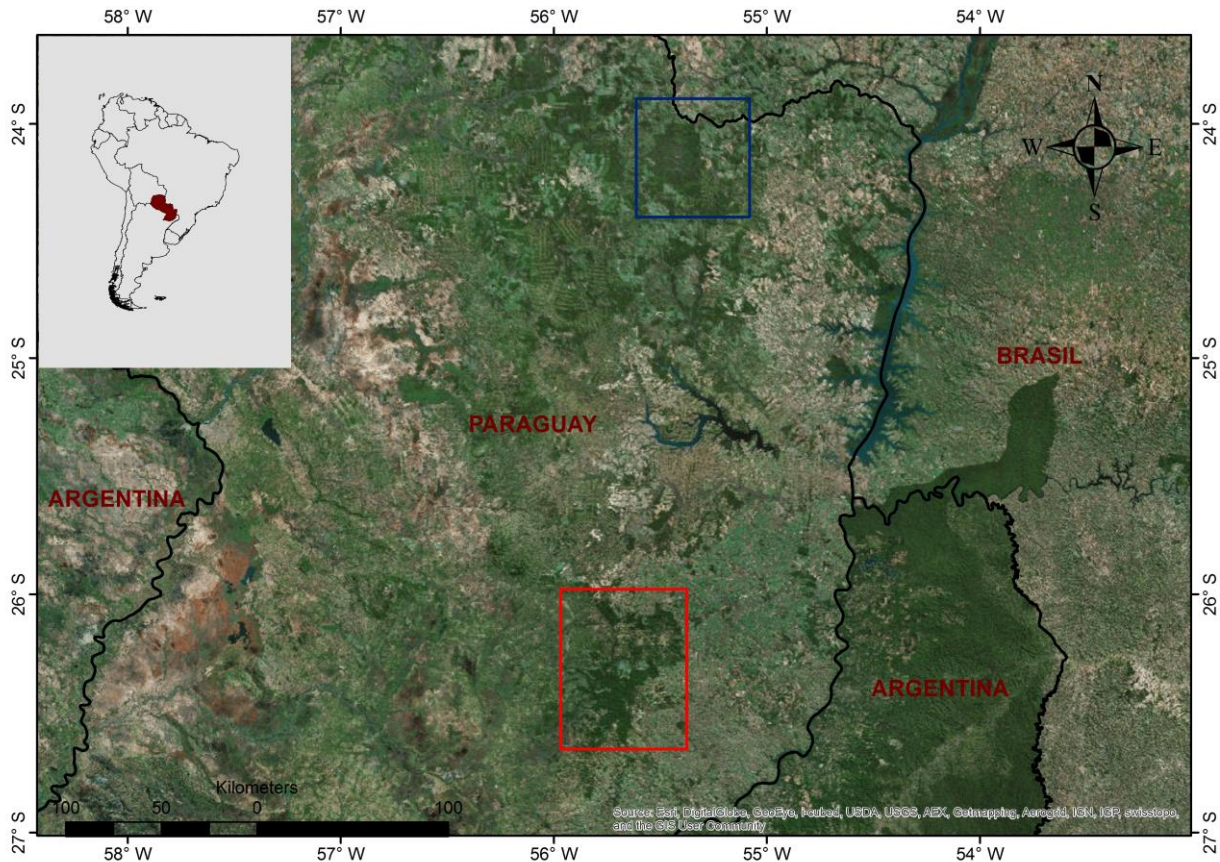 58° W 57° W 56° W 55° W 54° W
24° S 24° S
N
W E
S
25° S 25° S
BRASIL
PARAGUAY
ARGENTINA
26° S 26° S
ARGENTINA
Kilometers
100 50 0 100
Source: Esri, DigitalGlobe, GeoEye, i-cubed, USDA, USGS, AEX, Getmapping, Aerogrid, IGN, IGP, swisstopo,
and the GIS User Community
27° S 27° S
58° W 57° W 56° W 55° W 54° W